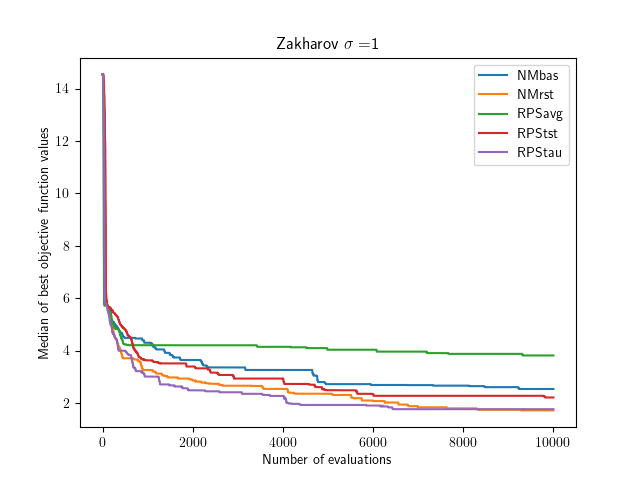 Zakharov σ =1
Median of best objective function values
14
12
10
8
6
4
2
NMbas
NMrst
RPSavg
RPStst
RPStau
0
2000
4000
6000
8000
10000
Number of evaluations